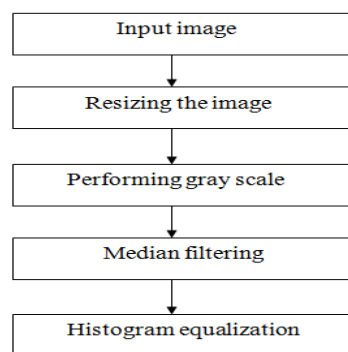 Input image
Resizing the image
Performing gray scale
Median filtering
Histogram equalization